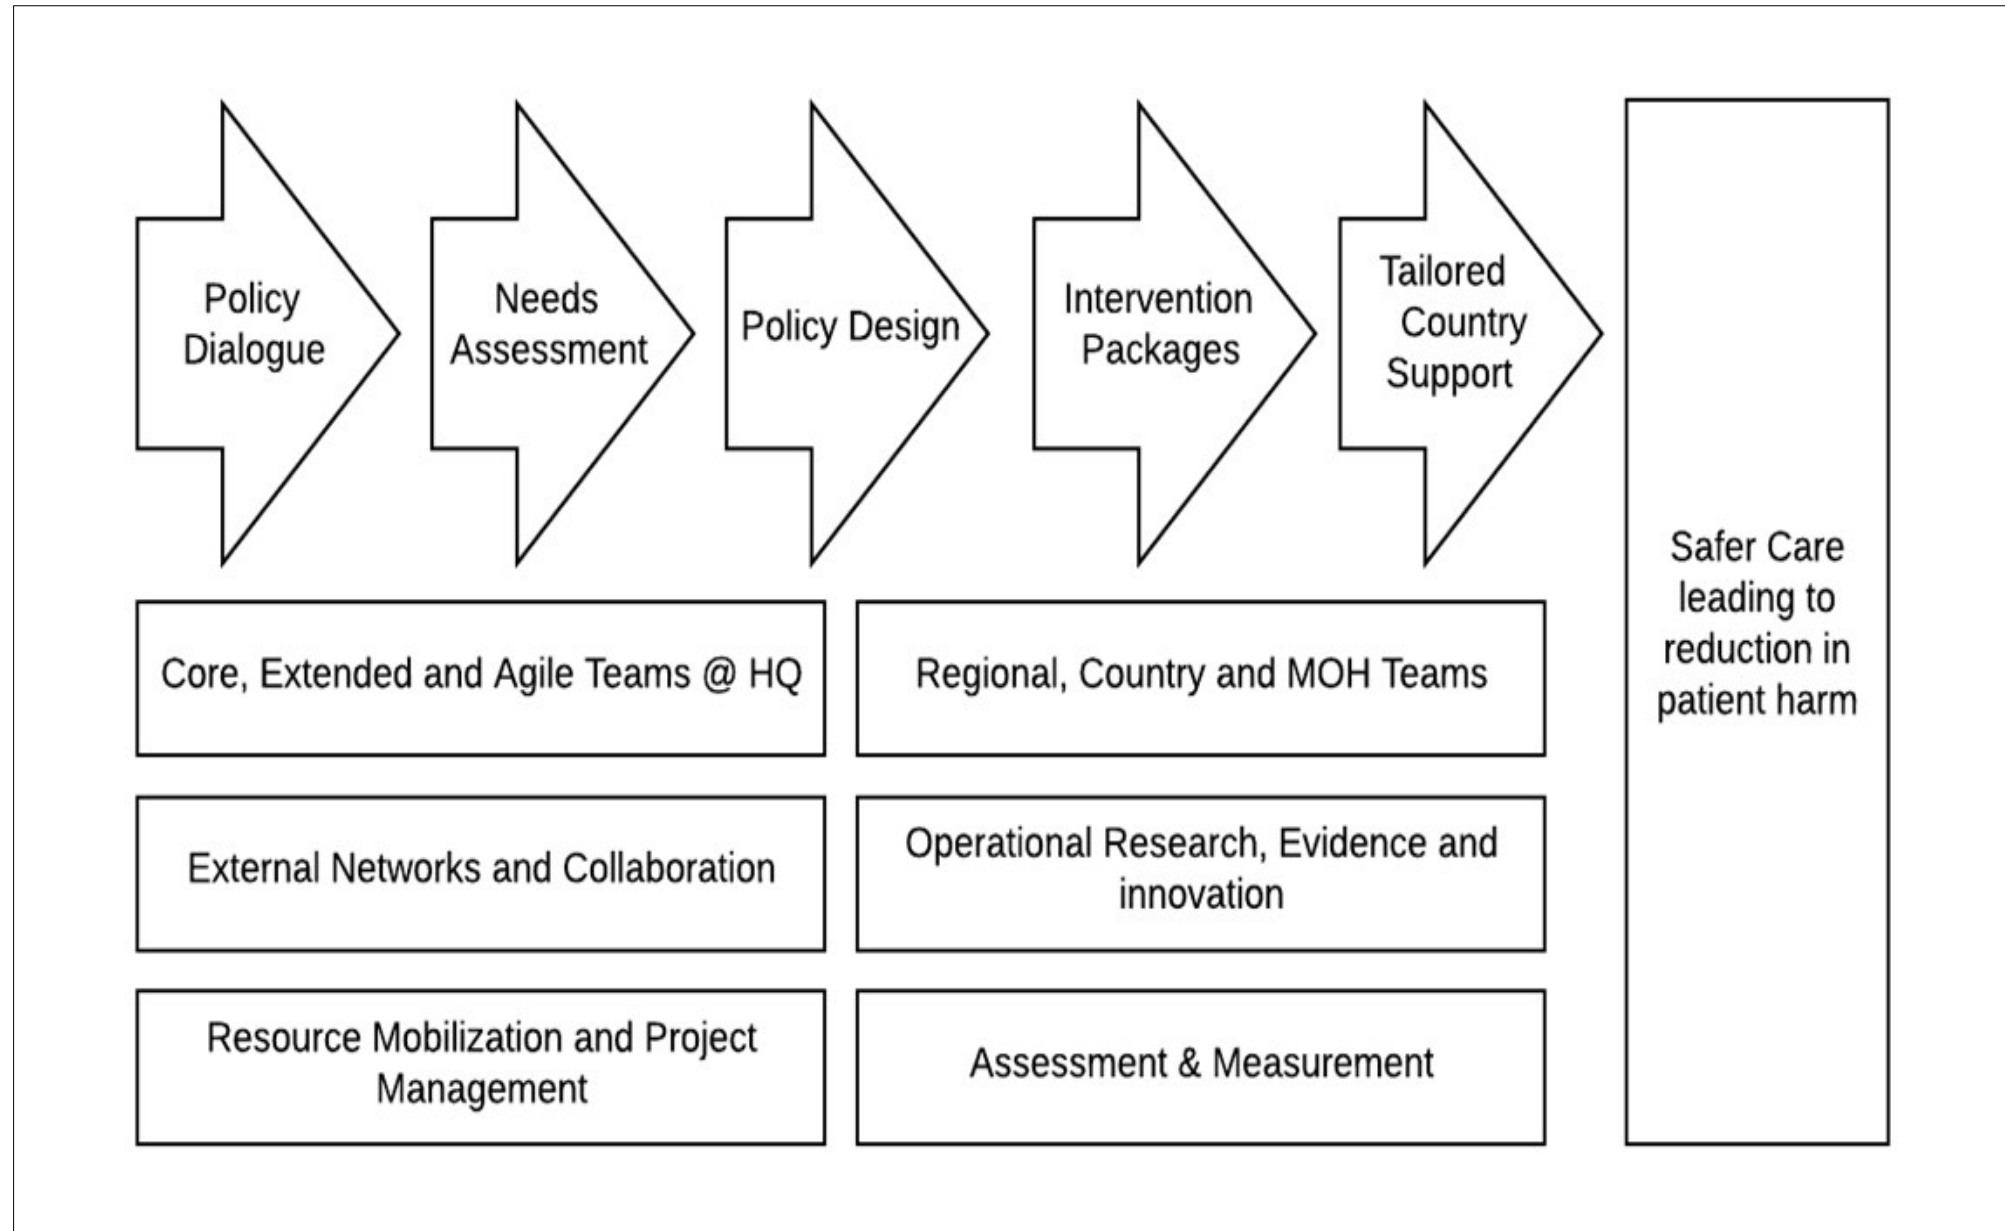 Policy
Dialogue
Needs
Assessment
Policy Design
Intervention
Packages
Tailored
Country
Support
Safer Care
leading to
reduction in
patient harm
Core, Extended and Agile Teams @ HQ
Regional, Country and MOH Teams
External Networks and Collaboration
Operational Research, Evidence and
innovation
Resource Mobilization and Project
Management
Assessment & Measurement